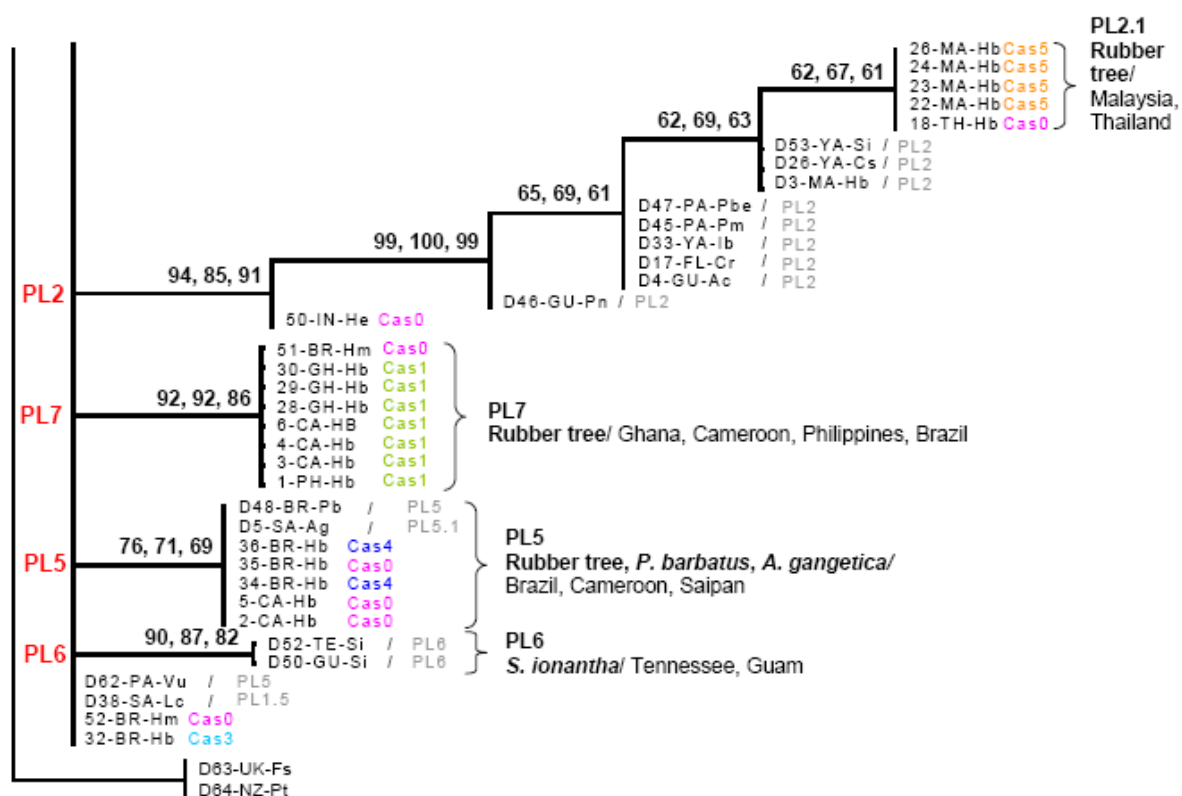 PL2.1
Rubber
tree/
Malaysia,
Thailand
26-MA-Hb Cas5
24-MA-Hb Cas5
23-MA-Hb Cas5
22-MA-Hb Cas5
18-TH-Hb Cas0
62, 67, 61
62, 69, 63
D53-YA-Si / PL2
D26-YA-Cs / PL2
D3-MA-Hb / PL2
65, 69, 61
D47-PA-Pbe / PL2
D45-PA-Pm / PL2
D33-YA-Ib / PL2
D17-FL-Cr / PL2
D4-GU-Ac / PL2
99, 100, 99
D46-GU-Pn / PL2
94, 85, 91
PL2
50-IN-He Cas0
51-BR-Hm Cas0
30-GH-Hb Cas1
29-GH-Hb Cas1
28-GH-Hb Cas1
6-CA-HB Cas1
4-CA-Hb Cas1
3-CA-Hb Cas1
1-PH-Hb Cas1
92, 92, 86
PL7
PL7
Rubber tree/ Ghana, Cameroon, Philippines, Brazil
D48-BR-Pb / PL5
D5-SA-Ag / PL5.1
36-BR-Hb Cas4
35-BR-Hb Cas0
34-BR-Hb Cas4
5-CA-Hb Cas0
2-CA-Hb Cas0
76, 71, 69
PL5
PL5
Rubber tree, P. barbatus, A. gangetica/
Brazil, Cameroon, Saipan
90, 87, 82
PL6
D52-TE-Si / PL6
D50-GU-Si / PL6
PL6
S. ionantha/ Tennessee, Guam
D62-PA-Vu / PL5
D38-SA-Lc / PL1.5
52-BR-Hm Cas0
32-BR-Hb Cas3
D63-UK-Fs
D64-NZ-Pt